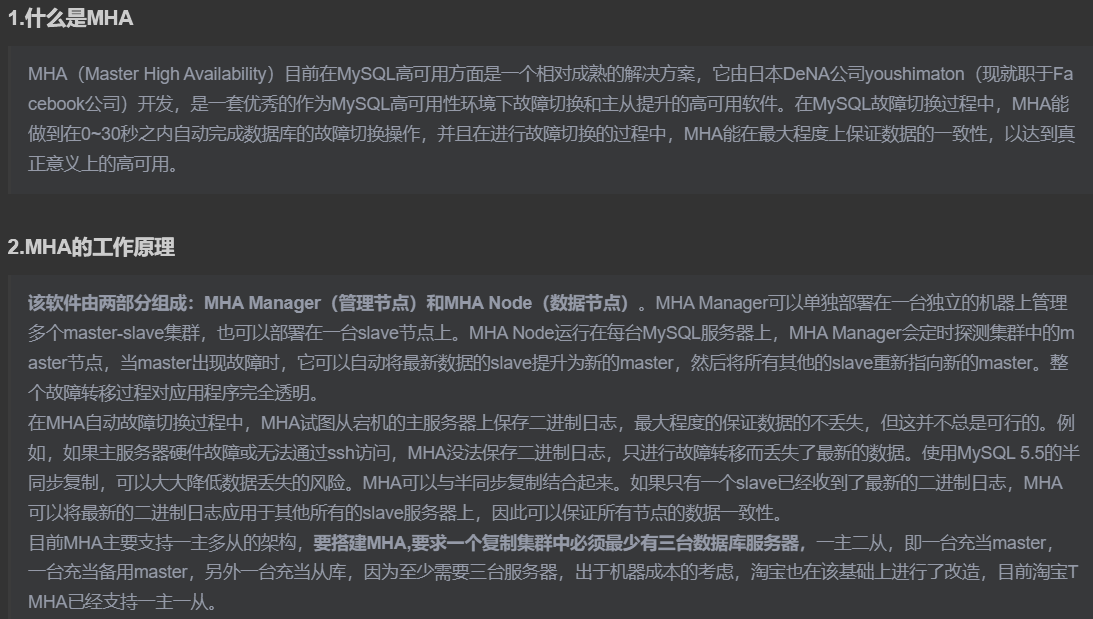 1.什么是MHA
MHA（Master High Availability）目前在MySQL高可用方面是一个相对成熟的解决方案，它由日本DeNA公司youshimaton（现就职于Fa
cebook公司）开发，是一套优秀的作为MySQL高可用性环境下故障切换和主从提升的高可用软件。在MySQL故障切换过程中，MHA能
做到在0~30秒之内自动完成数据库的故障切换操作，并且在进行故障切换的过程中，MHA能在最大程度上保证数据的一致性，以达到真
正意义上的高可用。
2.MHA的工作原理
该软件由两部分组成：MHA Manager（管理节点）和MHA Node（数据节点）。MHA Manager可以单独部署在一台独立的机器上管理
多个master-slave集群，也可以部署在一台slave节点上。MHA Node运行在每台MySQL服务器上，MHA Manager会定时探测集群中的m
aster节点，当master出现故障时，它可以自动将最新数据的slave提升为新的master，然后将所有其他的slave重新指向新的master。整
个故障转移过程对应用程序完全透明。
在MHA自动故障切换过程中，MHA试图从宕机的主服务器上保存二进制日志，最大程度的保证数据的不丢失，但这并不总是可行的。例
如，如果主服务器硬件故障或无法通过ssh访问，MHA没法保存二进制日志，只进行故障转移而丢失了最新的数据。使用MySQL 5.5的半
同步复制，可以大大降低数据丢失的风险。MHA可以与半同步复制结合起来。如果只有一个slave已经收到了最新的二进制日志，MHA
可以将最新的二进制日志应用于其他所有的slave服务器上，因此可以保证所有节点的数据一致性。
目前MHA主要支持一主多从的架构，要搭建MHA,要求一个复制集群中必须最少有三台数据库服务器，一主二从，即一台充当master，
一台充当备用master，另外一台充当从库，因为至少需要三台服务器，出于机器成本的考虑，淘宝也在该基础上进行了改造，目前淘宝T
MHA已经支持一主一从。